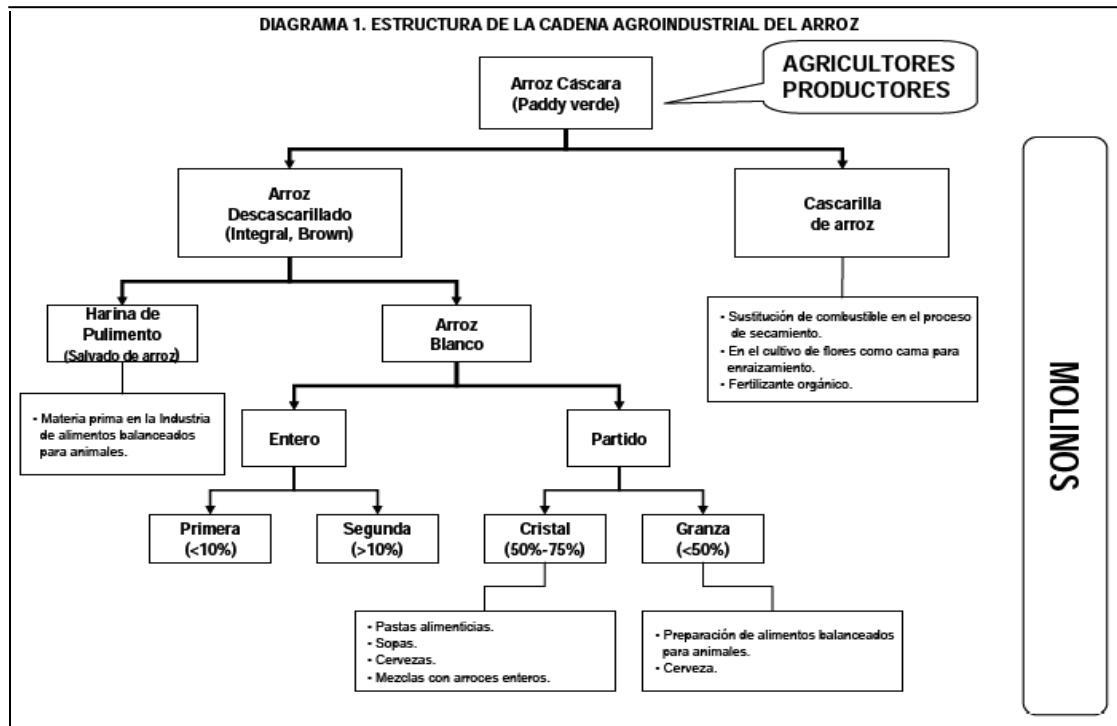 DIAGRAMA 1. ESTRUCTURA DE LA CADENA AGROINDUSTRIAL DEL ARROZ
Arroz Cáscara
(Paddy verde)
AGRICULTORES
PRODUCTORES
Arroz
Descascarillado
(Integral, Brown)
Cascarilla
de arroz
Harina de
Pulimento
(Salvado de arroz)
Arroz
Blanco
- Sustitución de combustible en el proceso
de secamiento.
- En el cultivo de flores como cama para
enraizamiento.
- Fertilizante orgánico.
- Materia prima en la Industria
de alimentos balanceados
para animales.
Entero
Partido
Primera
(<10%)
Segunda
(>10%)
Cristal
(50%-75%)
Granza
(<50%)
- Pastas alimenticias.
- Sopas.
- Cervezas.
- Mezclas con arroces enteros.
- Preparación de alimentos balanceados
para animales.
- Cerveza.
MOLINOS